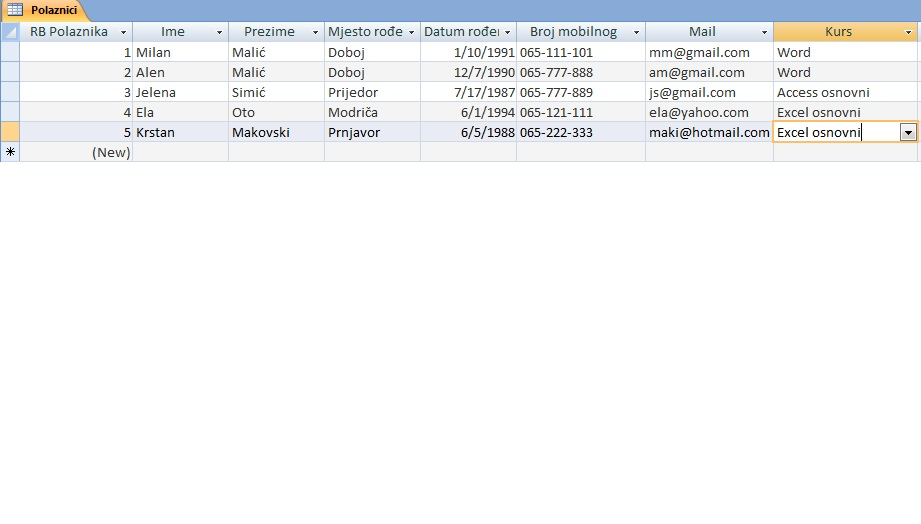 Polaznici
RB Polaznika Ime Prezime Mjesto rođe Datum rođer Broj mobilnog Mail Kurs
1 Milan Malić Doboj 1/10/1991 065-111-101 mm@gmail.com Word
2 Alen Malić Doboj 12/7/1990 065-777-888 am@gmail.com Word
3 Jelena Simić Prijedor 7/17/1987 065-777-889 js@gmail.com Access osnovni
4 Ela Oto Modriča 6/1/1994 065-121-111 ela@yahoo.com Excel osnovni
5 Krstan Makovski Prnjavor 6/5/1988 065-222-333 maki@hotmail.com Excel osnovni
(New)